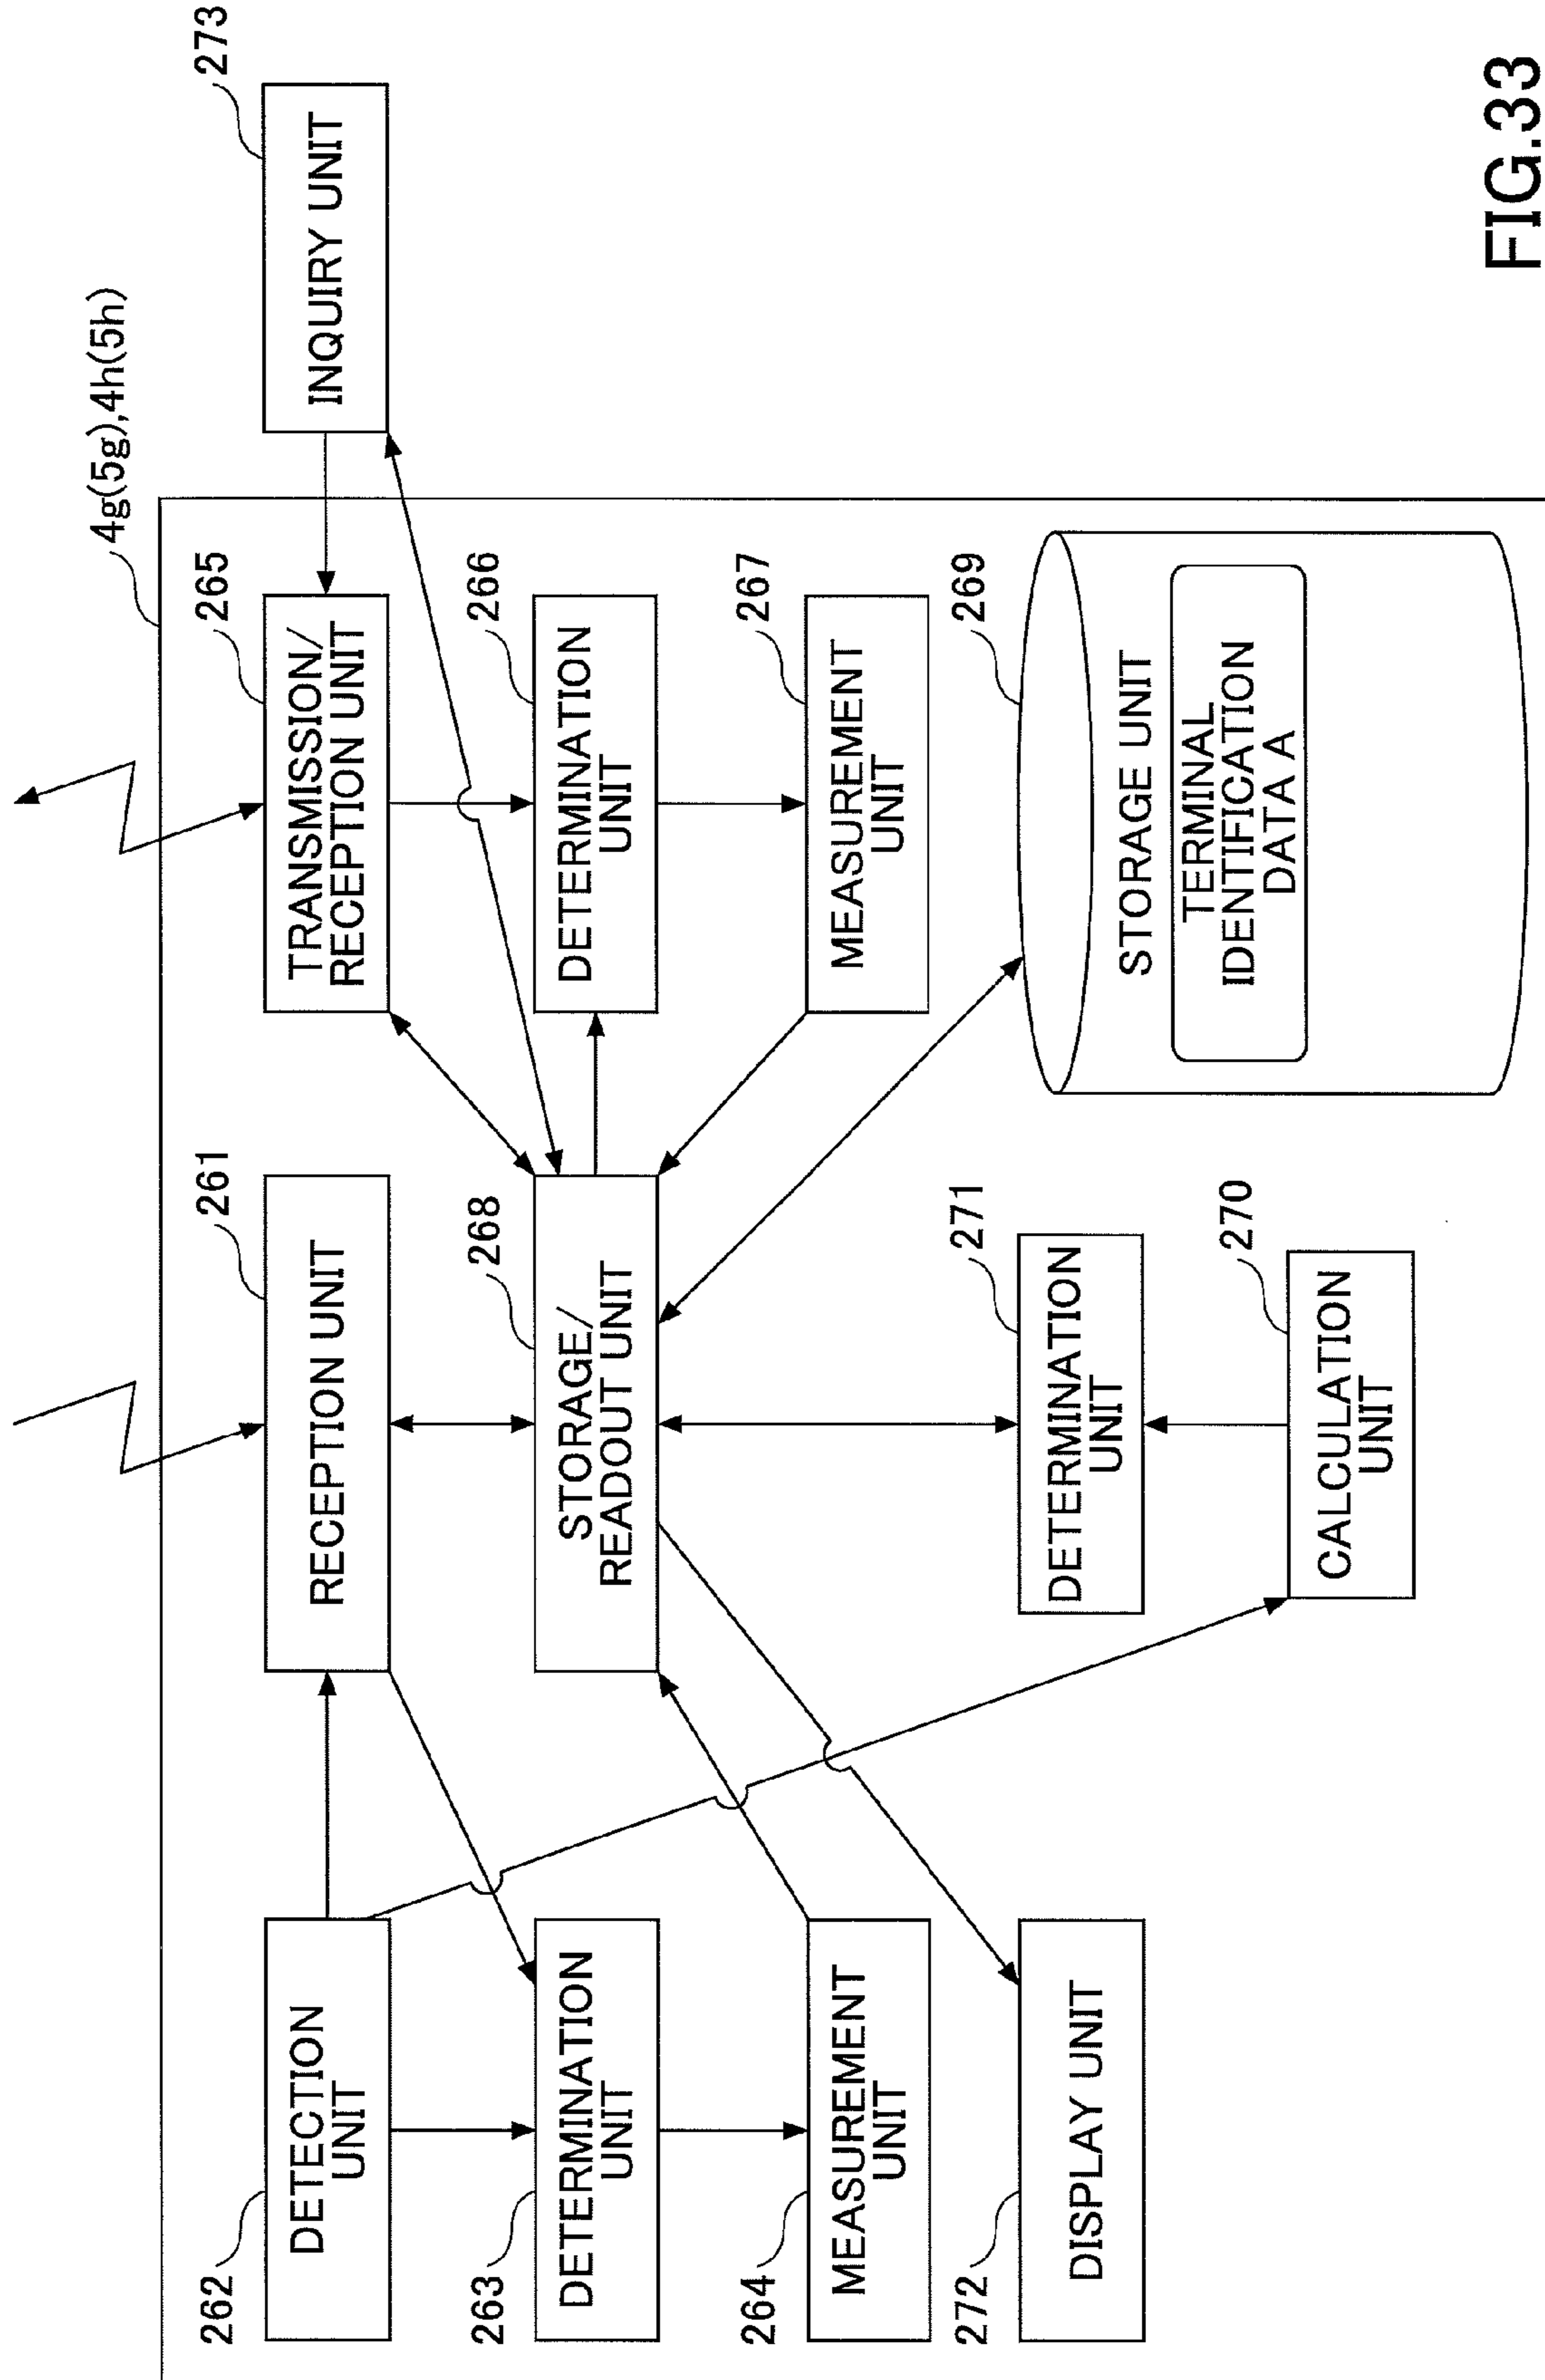 4g(5g),4h(5h)
262
DETECTION
UNIT
261
RECEPTION UNIT
265
TRANSMISSION/
RECEPTION UNIT
273
INQUIRY UNIT
263
DETERMINATION
UNIT
268
STORAGE/
READOUT UNIT
266
DETERMINATION
UNIT
264
MEASUREMENT
UNIT
267
MEASUREMENT
UNIT
272
DISPLAY UNIT
271
DETERMINATION
UNIT
270
CALCULATION
UNIT
269
STORAGE UNIT
TERMINAL
IDENTIFICATION
DATA A
FIG.33